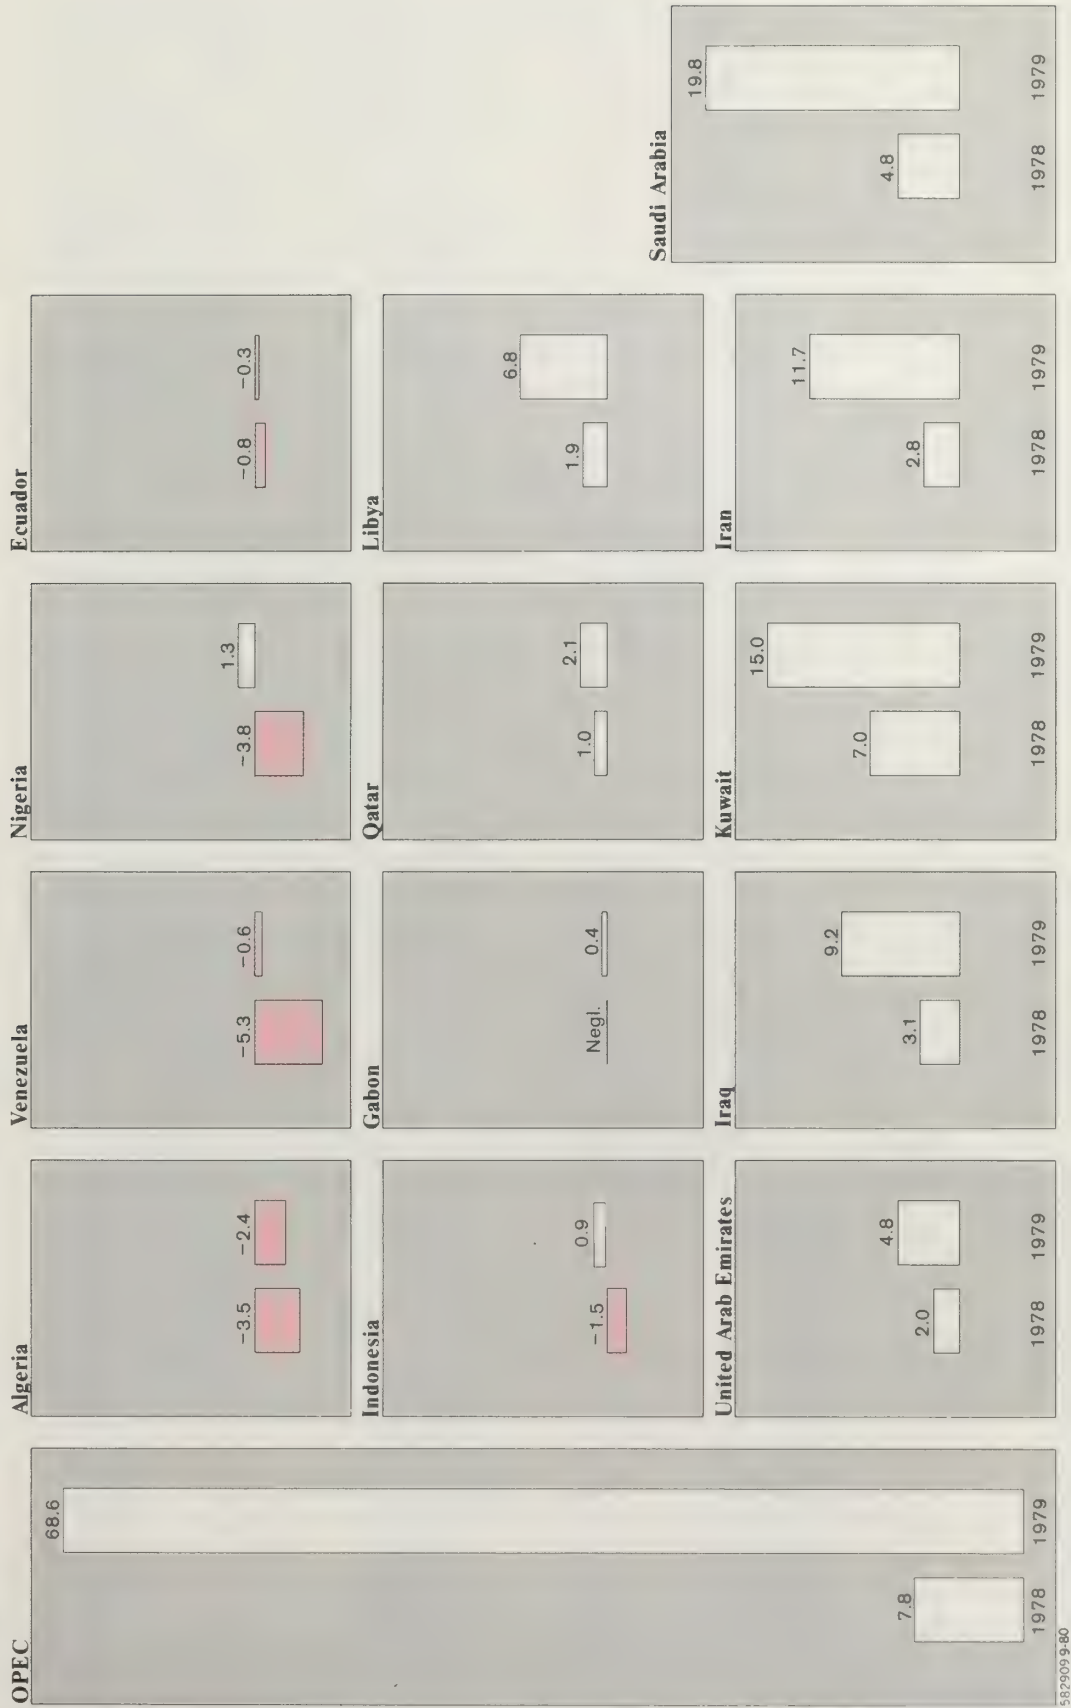 OPEC
68.6
7.8
1978 1979
Algeria
-3.5
-2.4
Venezuela
-5.3
-0.6
Nigeria
-3.8
1.3
Ecuador
-0.8
-0.3
Indonesia
-1.5
0.9
Gabon
Negl.
0.4
Qatar
1.0
2.1
Libya
1.9
6.8
United Arab Emirates
2.0
4.8
1978 1979
Iraq
3.1
9.2
1978 1979
Kuwait
7.0
15.0
1978 1979
Iran
2.8
11.7
1978 1979
Saudi Arabia
4.8
19.8
1978 1979
582909 9-80